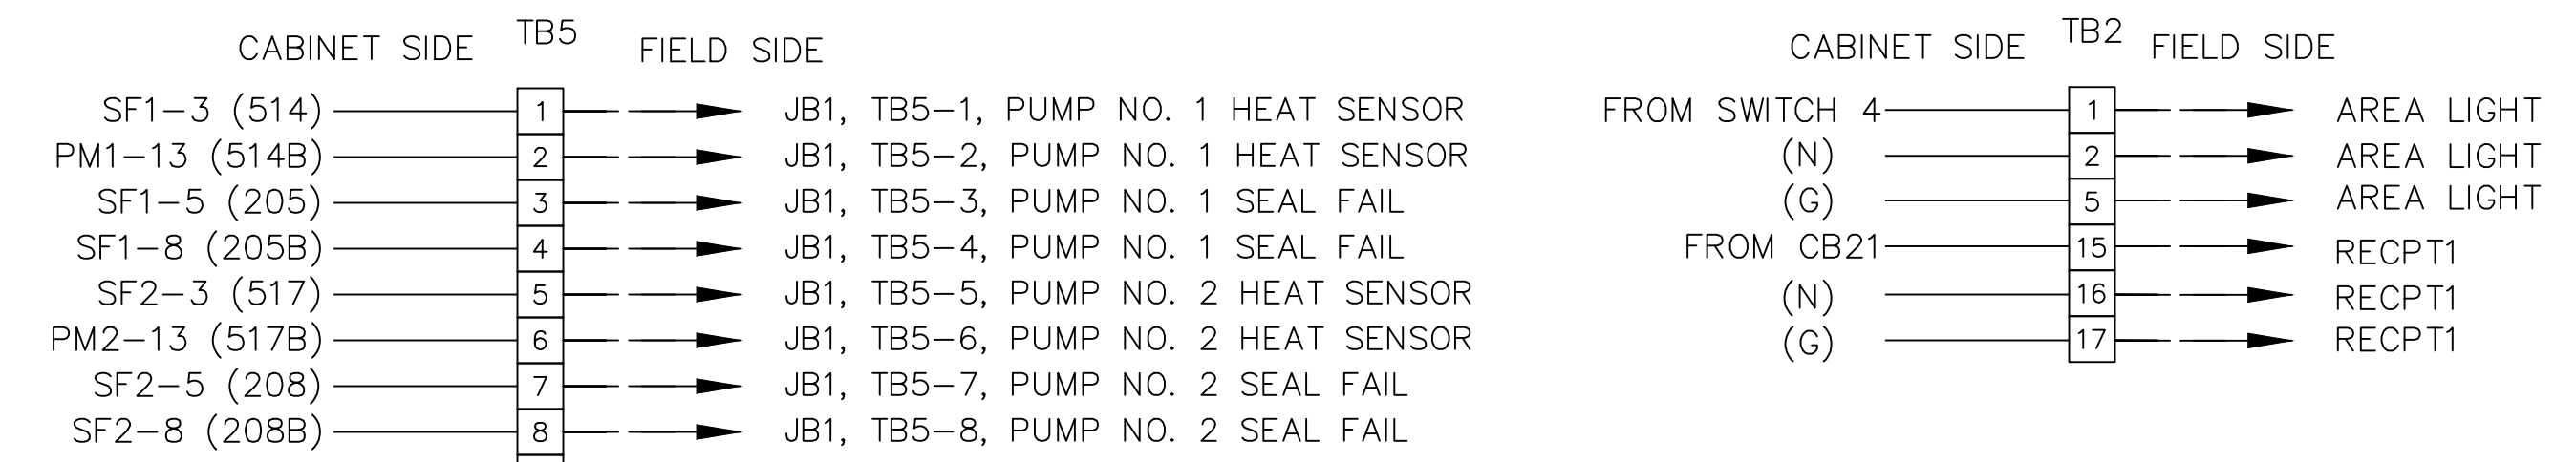 CABINET SIDE TB5 FIELD SIDE
SF1-3 (514) 1 JB1, TB5-1, PUMP NO. 1 HEAT SENSOR
PM1-13 (514B) 2 JB1, TB5-2, PUMP NO. 1 HEAT SENSOR
SF1-5 (205) 3 JB1, TB5-3, PUMP NO. 1 SEAL FAIL
SF1-8 (205B) 4 JB1, TB5-4, PUMP NO. 1 SEAL FAIL
SF2-3 (517) 5 JB1, TB5-5, PUMP NO. 2 HEAT SENSOR
PM2-13 (517B) 6 JB1, TB5-6, PUMP NO. 2 HEAT SENSOR
SF2-5 (208) 7 JB1, TB5-7, PUMP NO. 2 SEAL FAIL
SF2-8 (208B) 8 JB1, TB5-8, PUMP NO. 2 SEAL FAIL
CABINET SIDE TB2 FIELD SIDE
FROM SWITCH 4 1 AREA LIGHT
(N) 2 AREA LIGHT
(G) 5 AREA LIGHT
FROM CB21 15 RECPT1
(N) 16 RECPT1
(G) 17 RECPT1